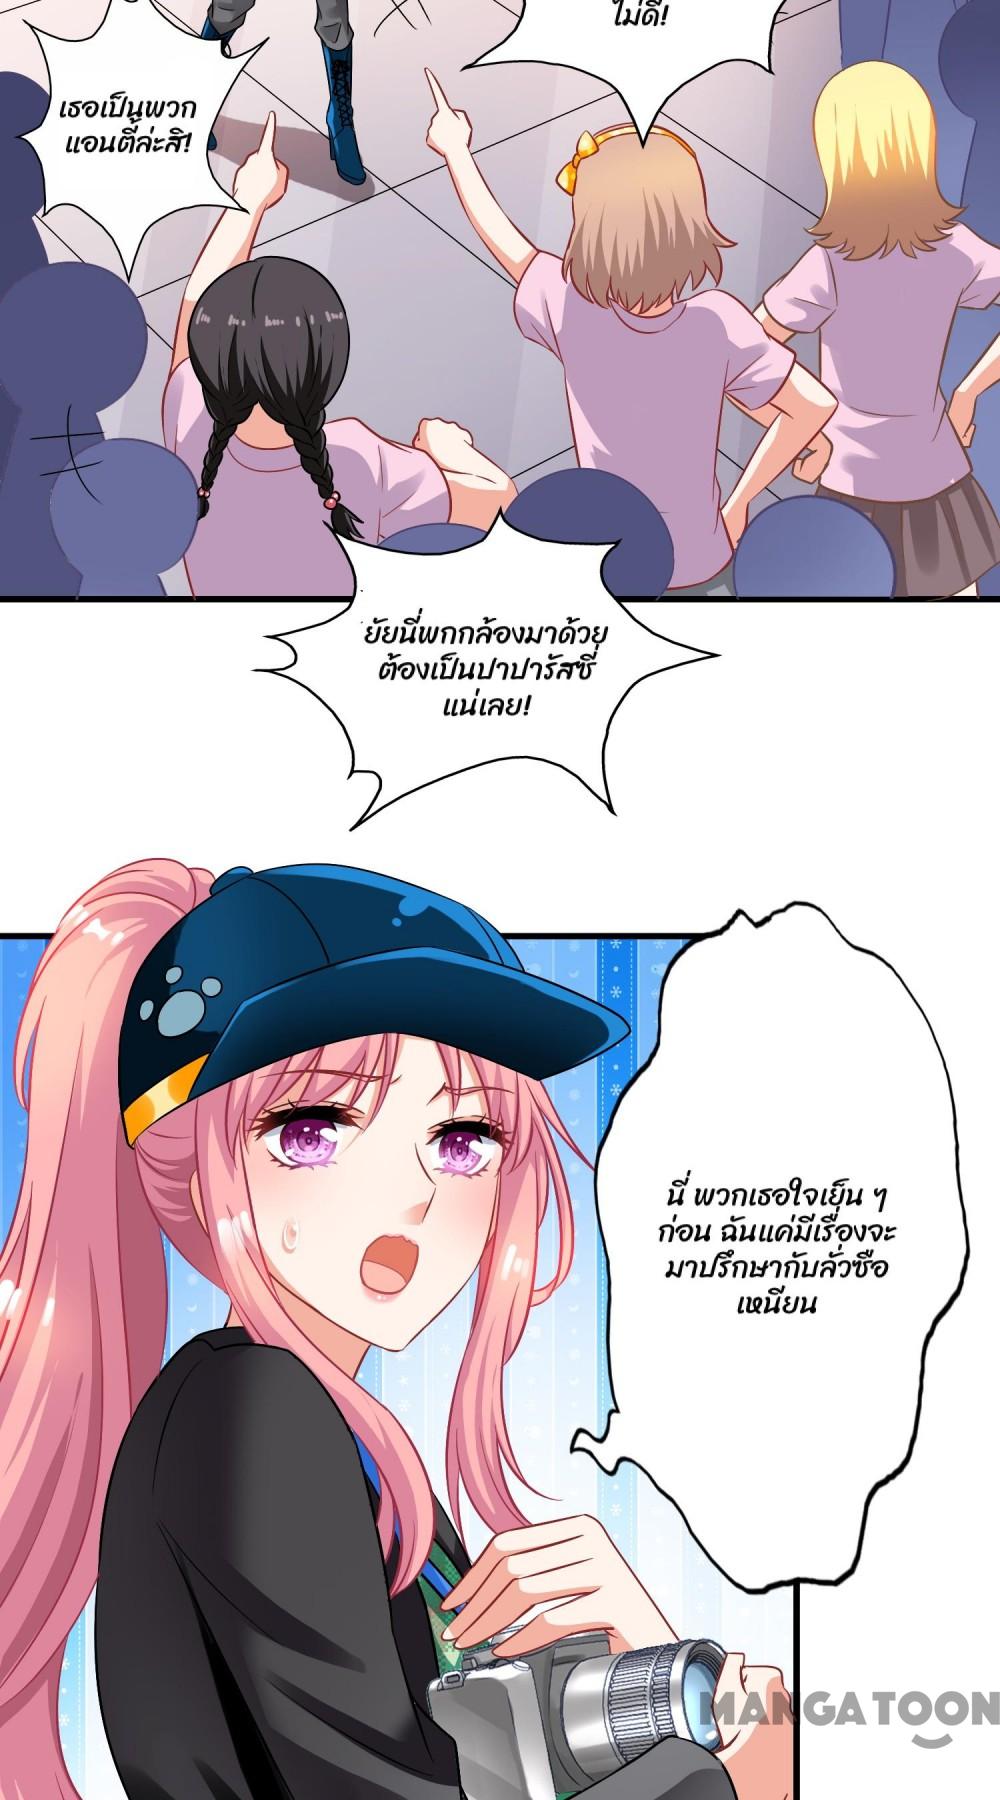 ไม่ดี!
เธอเป็นพวก
แอนตี้ล่ะสิ!
ยัยนี่พกกล้องมาด้วย
ต้องเป็นปาปารัสซี่
แน่เลย!
นี่ พวกเธอใจเย็น ๆ
ก่อน ฉันแค่มีเรื่องจะ
มาปรึกษากับลั่วซือ
เหนียน
MANGATOON